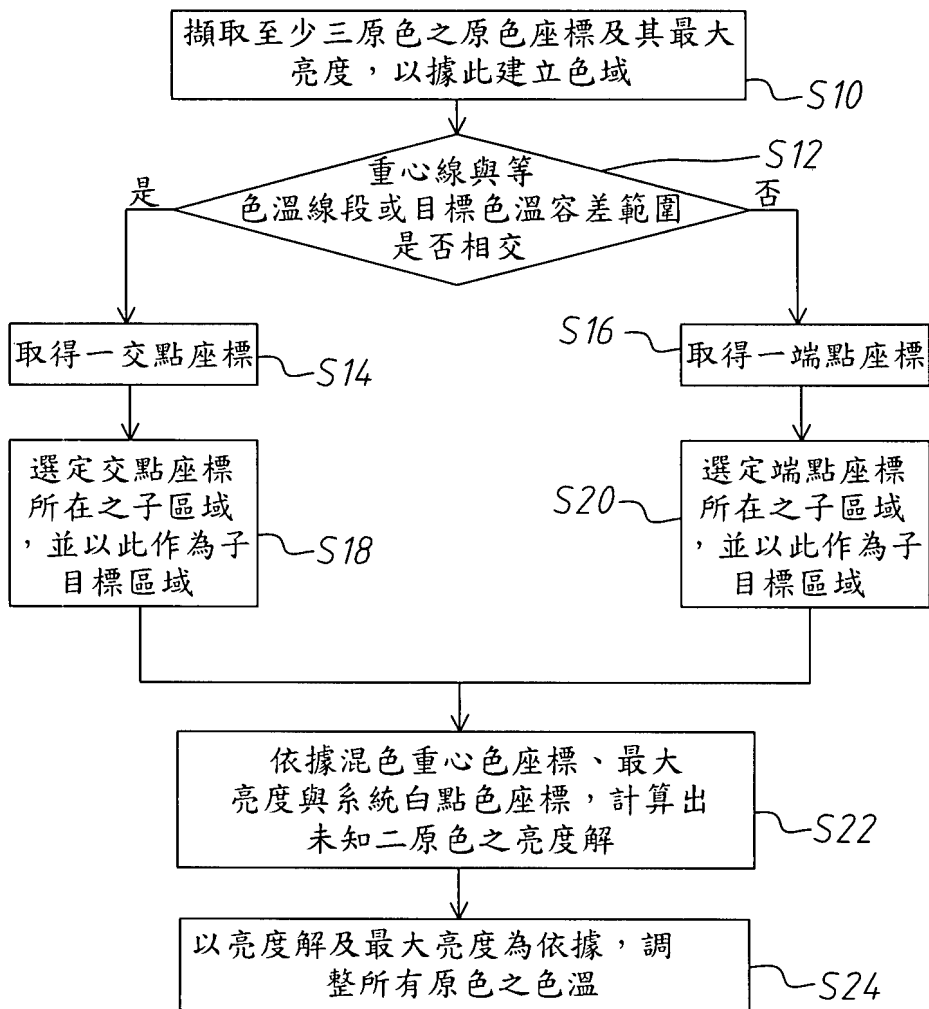 擷取至少三原色之原色座標及其最大
亮度，以據此建立色域
S10
重心線與等
色溫線段或目標色溫容差範圍
是否相交
S12
是
否
取得一交點座標
S14
S16
取得一端點座標
選定交點座標
所在之子區域
，並以此作為子
目標區域
S18
S20
選定端點座標
所在之子區域
，並以此作為子
目標區域
依據混色重心色座標、最大
亮度與系統白點色座標，計算出
未知二原色之亮度解
S22
以亮度解及最大亮度為依據，調
整所有原色之色溫
S24